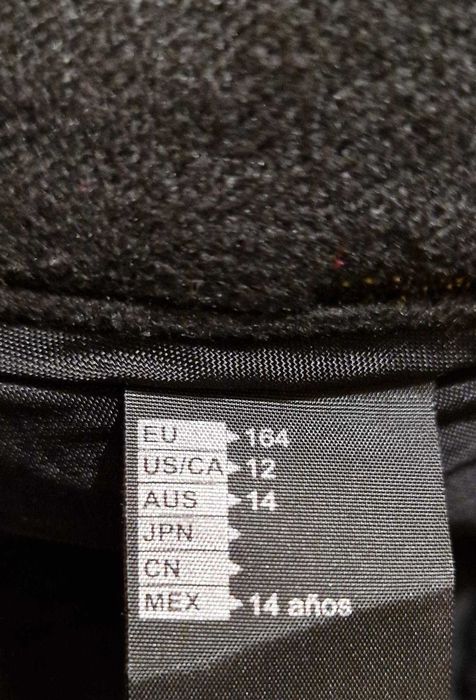 EU 164
US/CA 12
AUS 14
JPN
CN
MEX 14 años